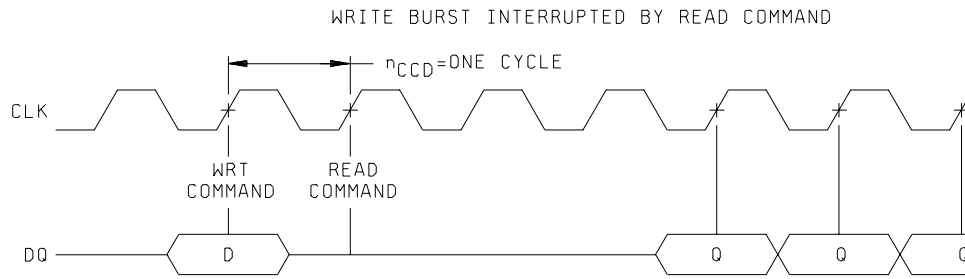 WRITE BURST INTERRUPTED BY READ COMMAND
nCCD=ONE CYCLE
CLK
WRT
COMMAND
READ
COMMAND
DQ
D
Q
Q
Q